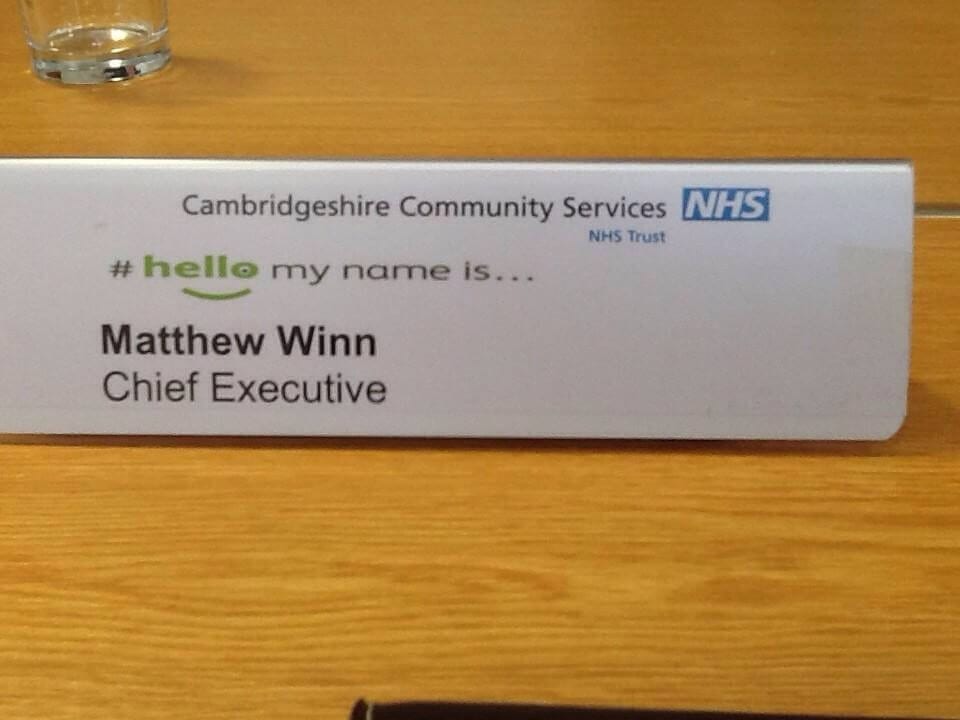 Cambridgeshire Community Services NHS
NHS Trust
# hello my name is...
Matthew Winn
Chief Executive